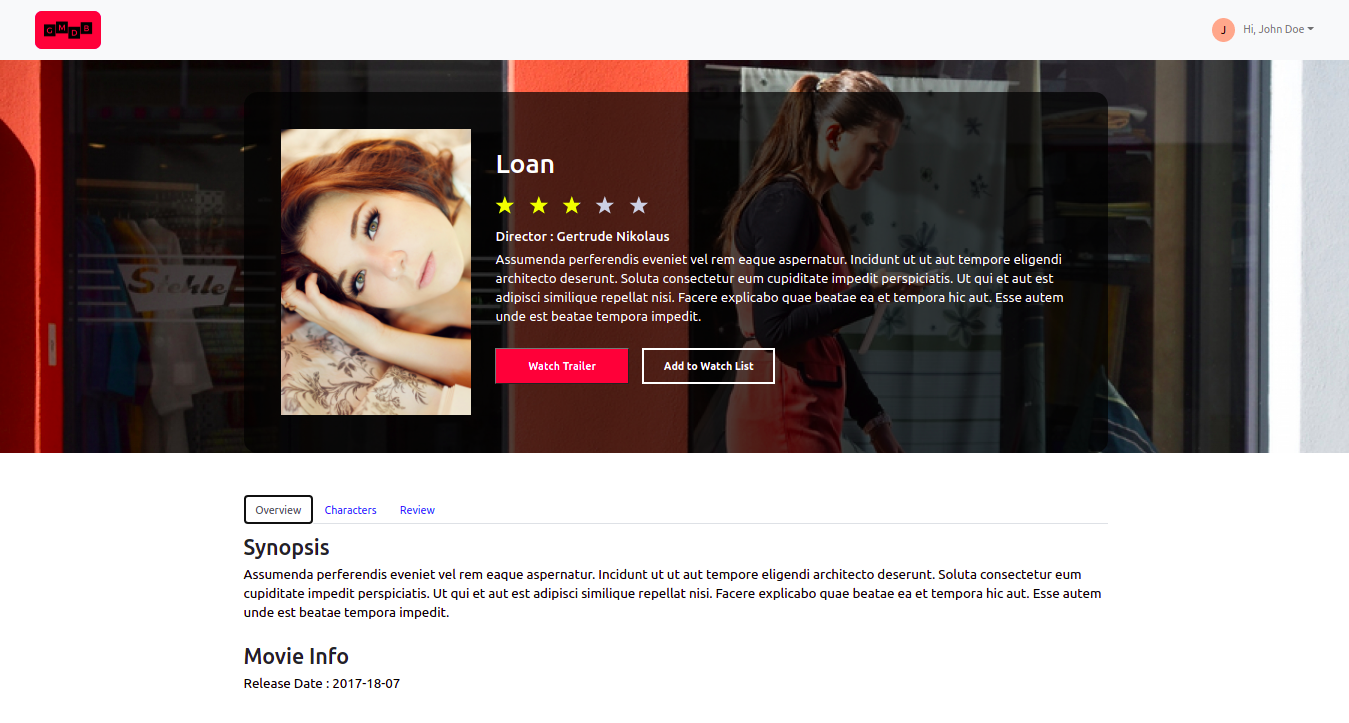 GMDB
J Hi, John Doe
Stehle
Loan
Director : Gertrude Nikolaus
Assumenda perferendis eveniet vel rem eaque aspernatur. Incidunt ut ut aut tempore eligendi
architecto deserunt. Soluta consectetur eum cupiditate impedit perspiciatis. Ut qui et aut est
adipisci similique repellat nisi. Facere explicabo quae beatae ea et tempora hic aut. Esse autem
unde est beatae tempora impedit.
Watch Trailer Add to Watch List
Overview Characters Review
Synopsis
Assumenda perferendis eveniet vel rem eaque aspernatur. Incidunt ut ut aut tempore eligendi architecto deserunt. Soluta consectetur eum
cupiditate impedit perspiciatis. Ut qui et aut est adipisci similique repellat nisi. Facere explicabo quae beatae ea et tempora hic aut. Esse autem
unde est beatae tempora impedit.
Movie Info
Release Date : 2017-18-07